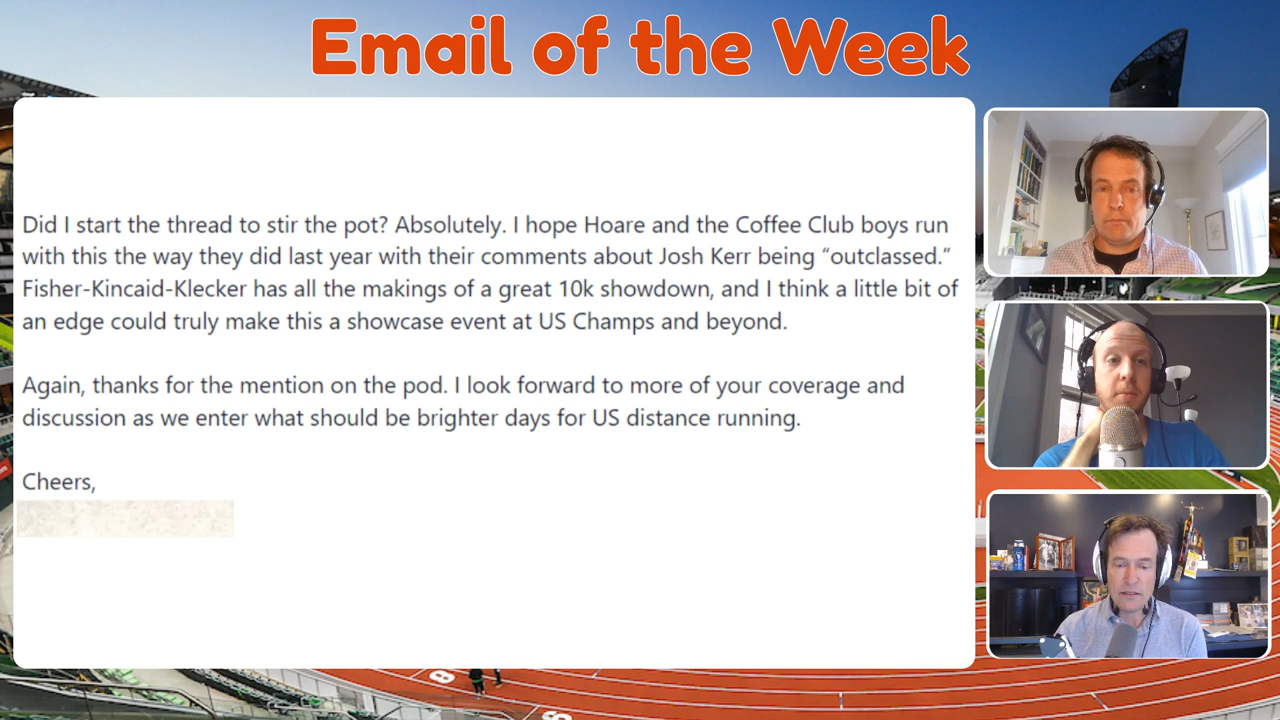 Email of the Week
Did I start the thread to stir the pot? Absolutely. I hope Hoare and the Coffee Club boys run
with this the way they did last year with their comments about Josh Kerr being “outclassed.”
Fisher-Kincaid-Klecker has all the makings of a great 10k showdown, and I think a little bit of
an edge could truly make this a showcase event at US Champs and beyond.
Again, thanks for the mention on the pod. I look forward to more of your coverage and
discussion as we enter what should be brighter days for US distance running.
Cheers,
8